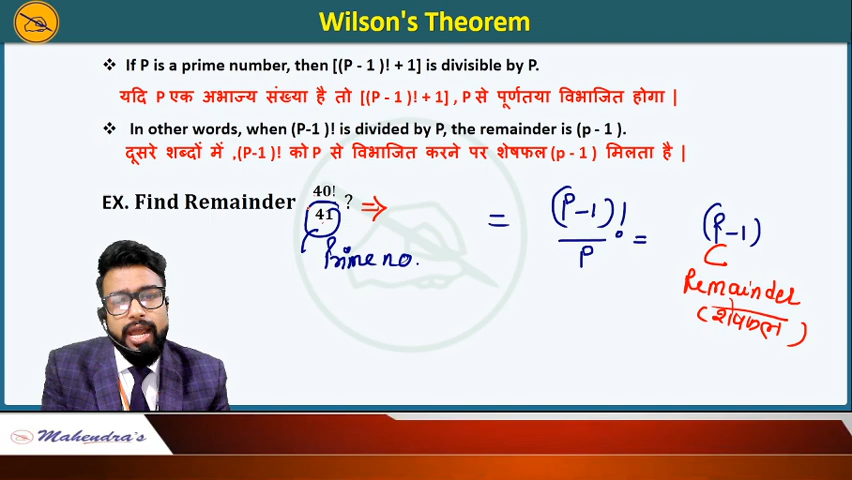 Wilson's Theorem
❖ If P is a prime number, then [(P - 1 )! + 1] is divisible by P.
यदि P एक अभाज्य संख्या है तो [(P - 1 )! + 1] , P से पूर्णतया विभाजित होगा |
❖ In other words, when (P-1 )! is divided by P, the remainder is (p - 1 ).
दूसरे शब्दों में ,(P-1)! को P से विभाजित करने पर शेषफल (p - 1 ) मिलता है |
EX. Find Remainder 40!/41 ? ⇒ = (P-1)!/P = (P-1)
Prime no.
Remainder
(शेषफल)
Mahendra's